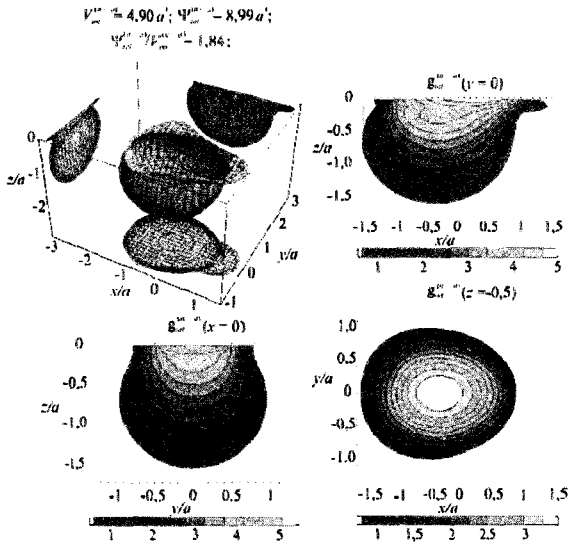 = 4,90 a³; = 8,99 a³;
= 1,84;
0
-1
-2
z/a
-3
-2
-1
0
1
x/a
3
2
1
0
-1
y/a
(y = 0)
0
-0,5
-1,0
-1,5
z/a
-1,5 -1 -0,5 0 0,5 1 1,5
x/a
1 2 3 4 5
(x = 0)
0
-0,5
-1,0
-1,5
z/a
-1 -0,5 0 0,5 1
y/a
1 2 3 4 5
(z = -0,5)
1,0
0,5
0
-0,5
-1,0
y/a
-1,5 -1 -0,5 0 0,5 1 1,5
x/a
1 1,5 2 2,5 3